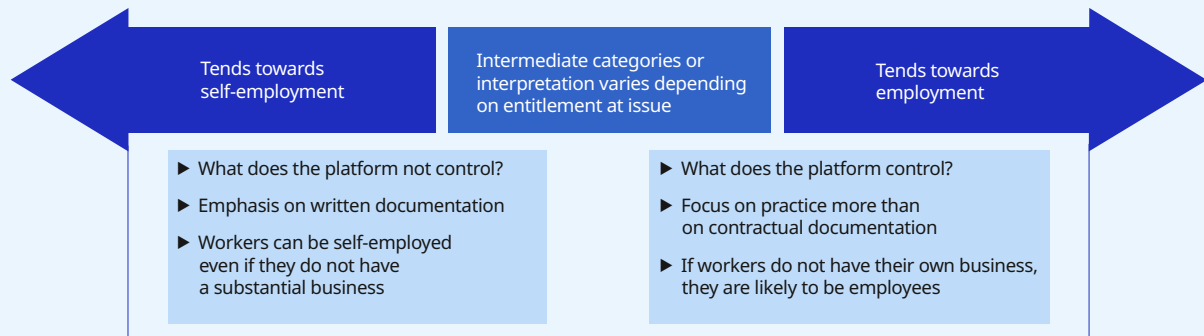 Tends towards
self-employment
Intermediate categories or
interpretation varies depending
on entitlement at issue
Tends towards
employment
▶ What does the platform not control?
▶ Emphasis on written documentation
▶ Workers can be self-employed
even if they do not have
a substantial business
▶ What does the platform control?
▶ Focus on practice more than
on contractual documentation
▶ If workers do not have their own business,
they are likely to be employees